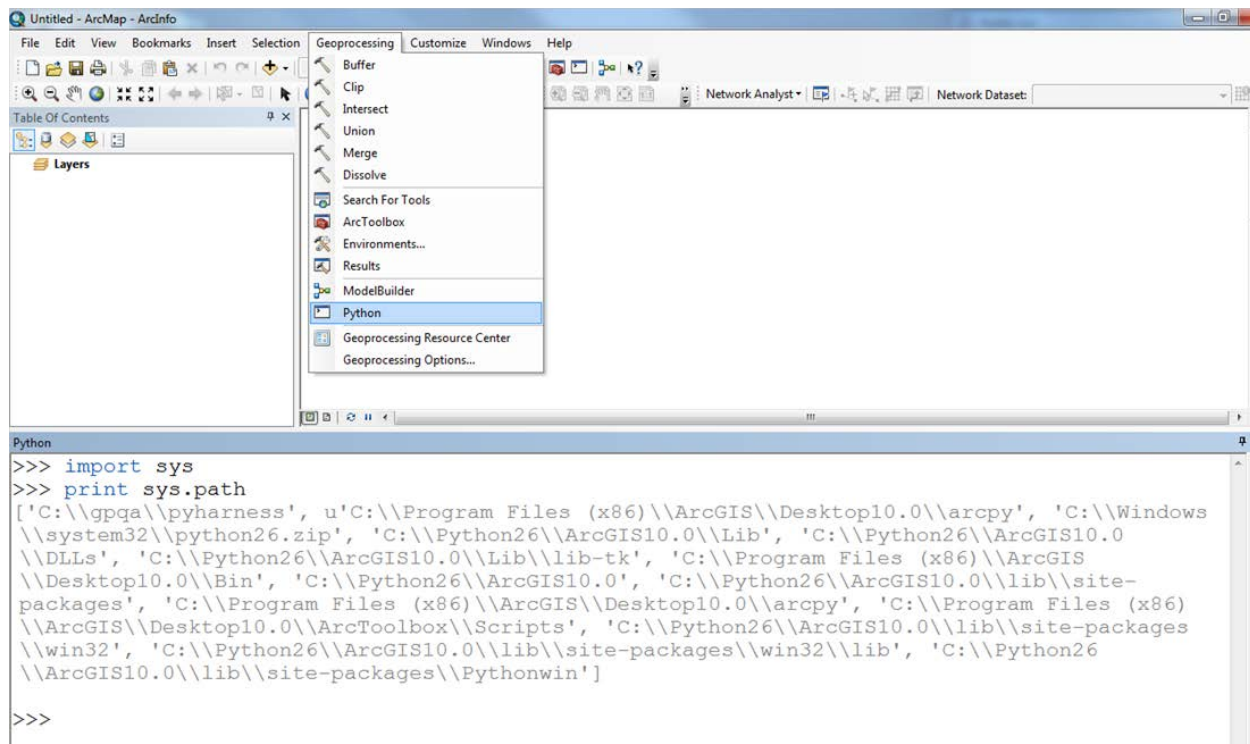 Untitled - ArcMap - ArcInfo
File Edit View Bookmarks Insert Selection Geoprocessing Customize Windows Help
Buffer
Clip
Network Analyst
Network Dataset:
Table Of Contents
Intersect
Union
Merge
Layers
Dissolve
Search For Tools
ArcToolbox
Environments...
Results
ModelBuilder
Python
Geoprocessing Resource Center
Geoprocessing Options...
Python
>>> import sys
>>> print sys.path
['C:\\gpqa\\pyharness', u'C:\\Program Files (x86)\\ArcGIS\\Desktop10.0\\arcpy', 'C:\\Windows
\\system32\\python26.zip', 'C:\\Python26\\ArcGIS10.0\\Lib', 'C:\\Python26\\ArcGIS10.0
\\DLLs', 'C:\\Python26\\ArcGIS10.0\\Lib\\lib-tk', 'C:\\Program Files (x86)\\ArcGIS
\\Desktop10.0\\Bin', 'C:\\Python26\\ArcGIS10.0', 'C:\\Python26\\ArcGIS10.0\\lib\\site-
packages', 'C:\\Program Files (x86)\\ArcGIS\\Desktop10.0\\arcpy', 'C:\\Program Files (x86)
\\ArcGIS\\Desktop10.0\\ArcToolbox\\Scripts', 'C:\\Python26\\ArcGIS10.0\\lib\\site-packages
\\win32', 'C:\\Python26\\ArcGIS10.0\\lib\\site-packages\\win32\\lib', 'C:\\Python26
\\ArcGIS10.0\\lib\\site-packages\\Pythonwin']
>>>